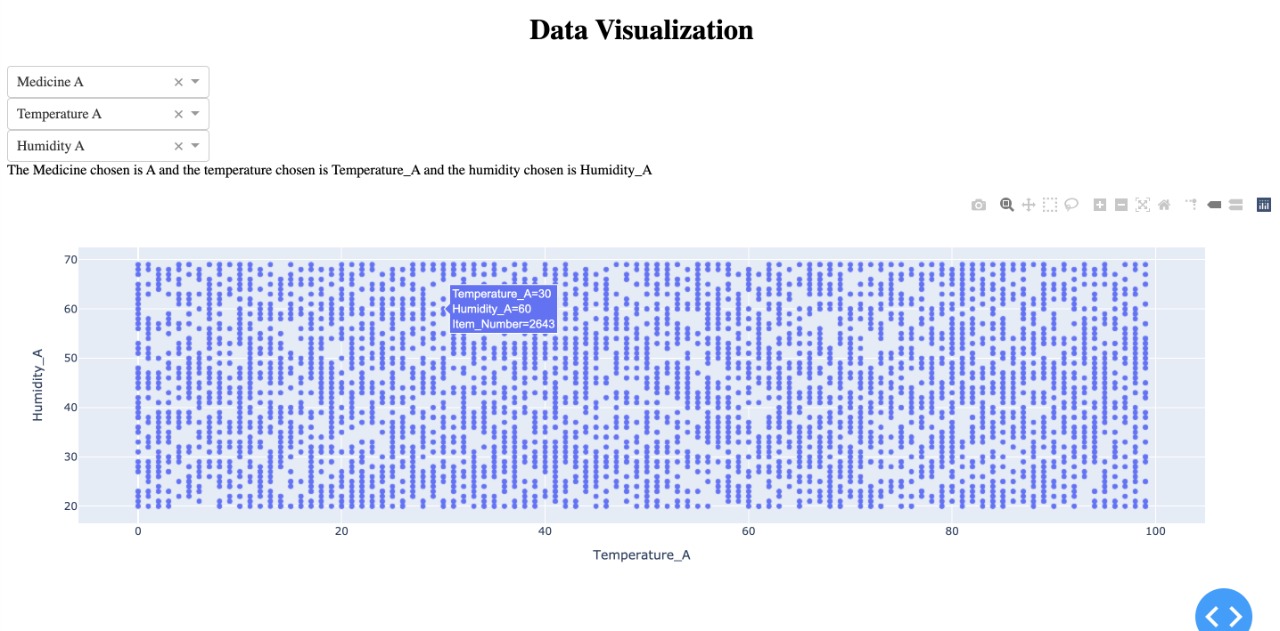 Data Visualization
Medicine A
Temperature A
Humidity A
The Medicine chosen is A and the temperature chosen is Temperature_A and the humidity chosen is Humidity_A
70
60
50
40
30
20
Humidity_A
Temperature_A=30
Humidity_A=60
Item_Number=2643
0
20
40
60
80
100
Temperature_A